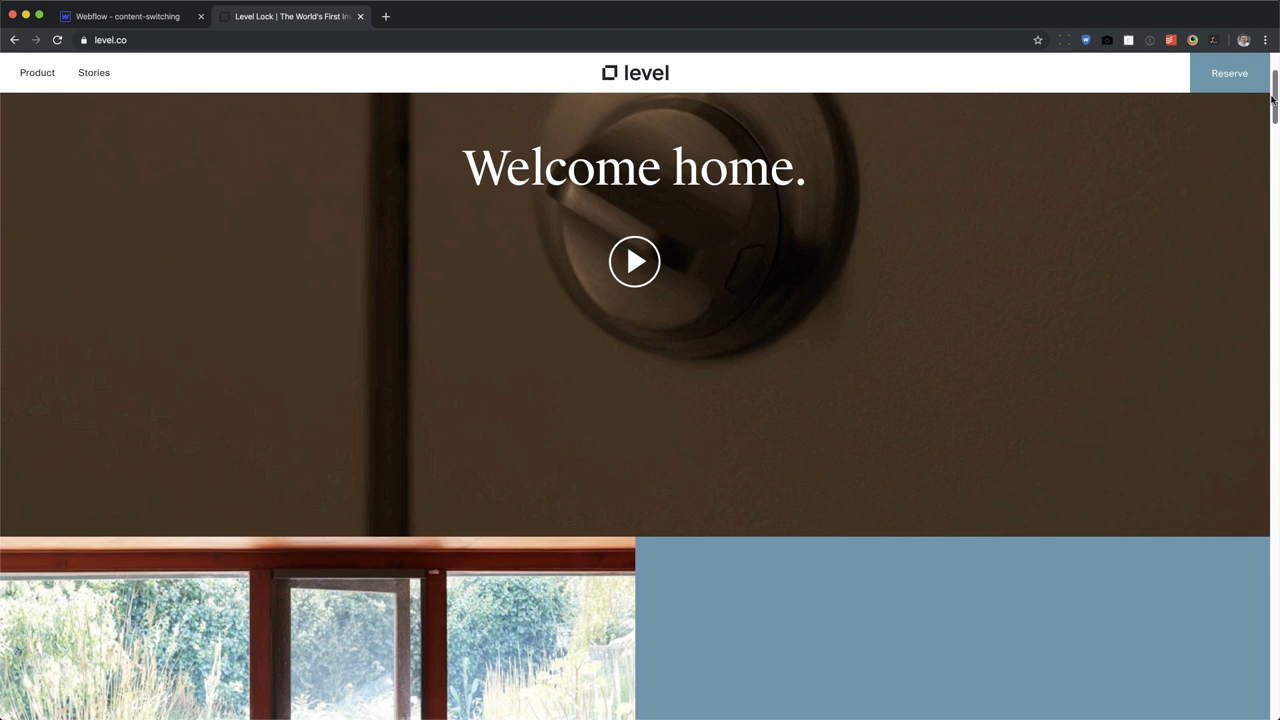 Webflow - content-switching
Level Lock | The World's First In
level.co
Product
Stories
level
Reserve
Welcome home.